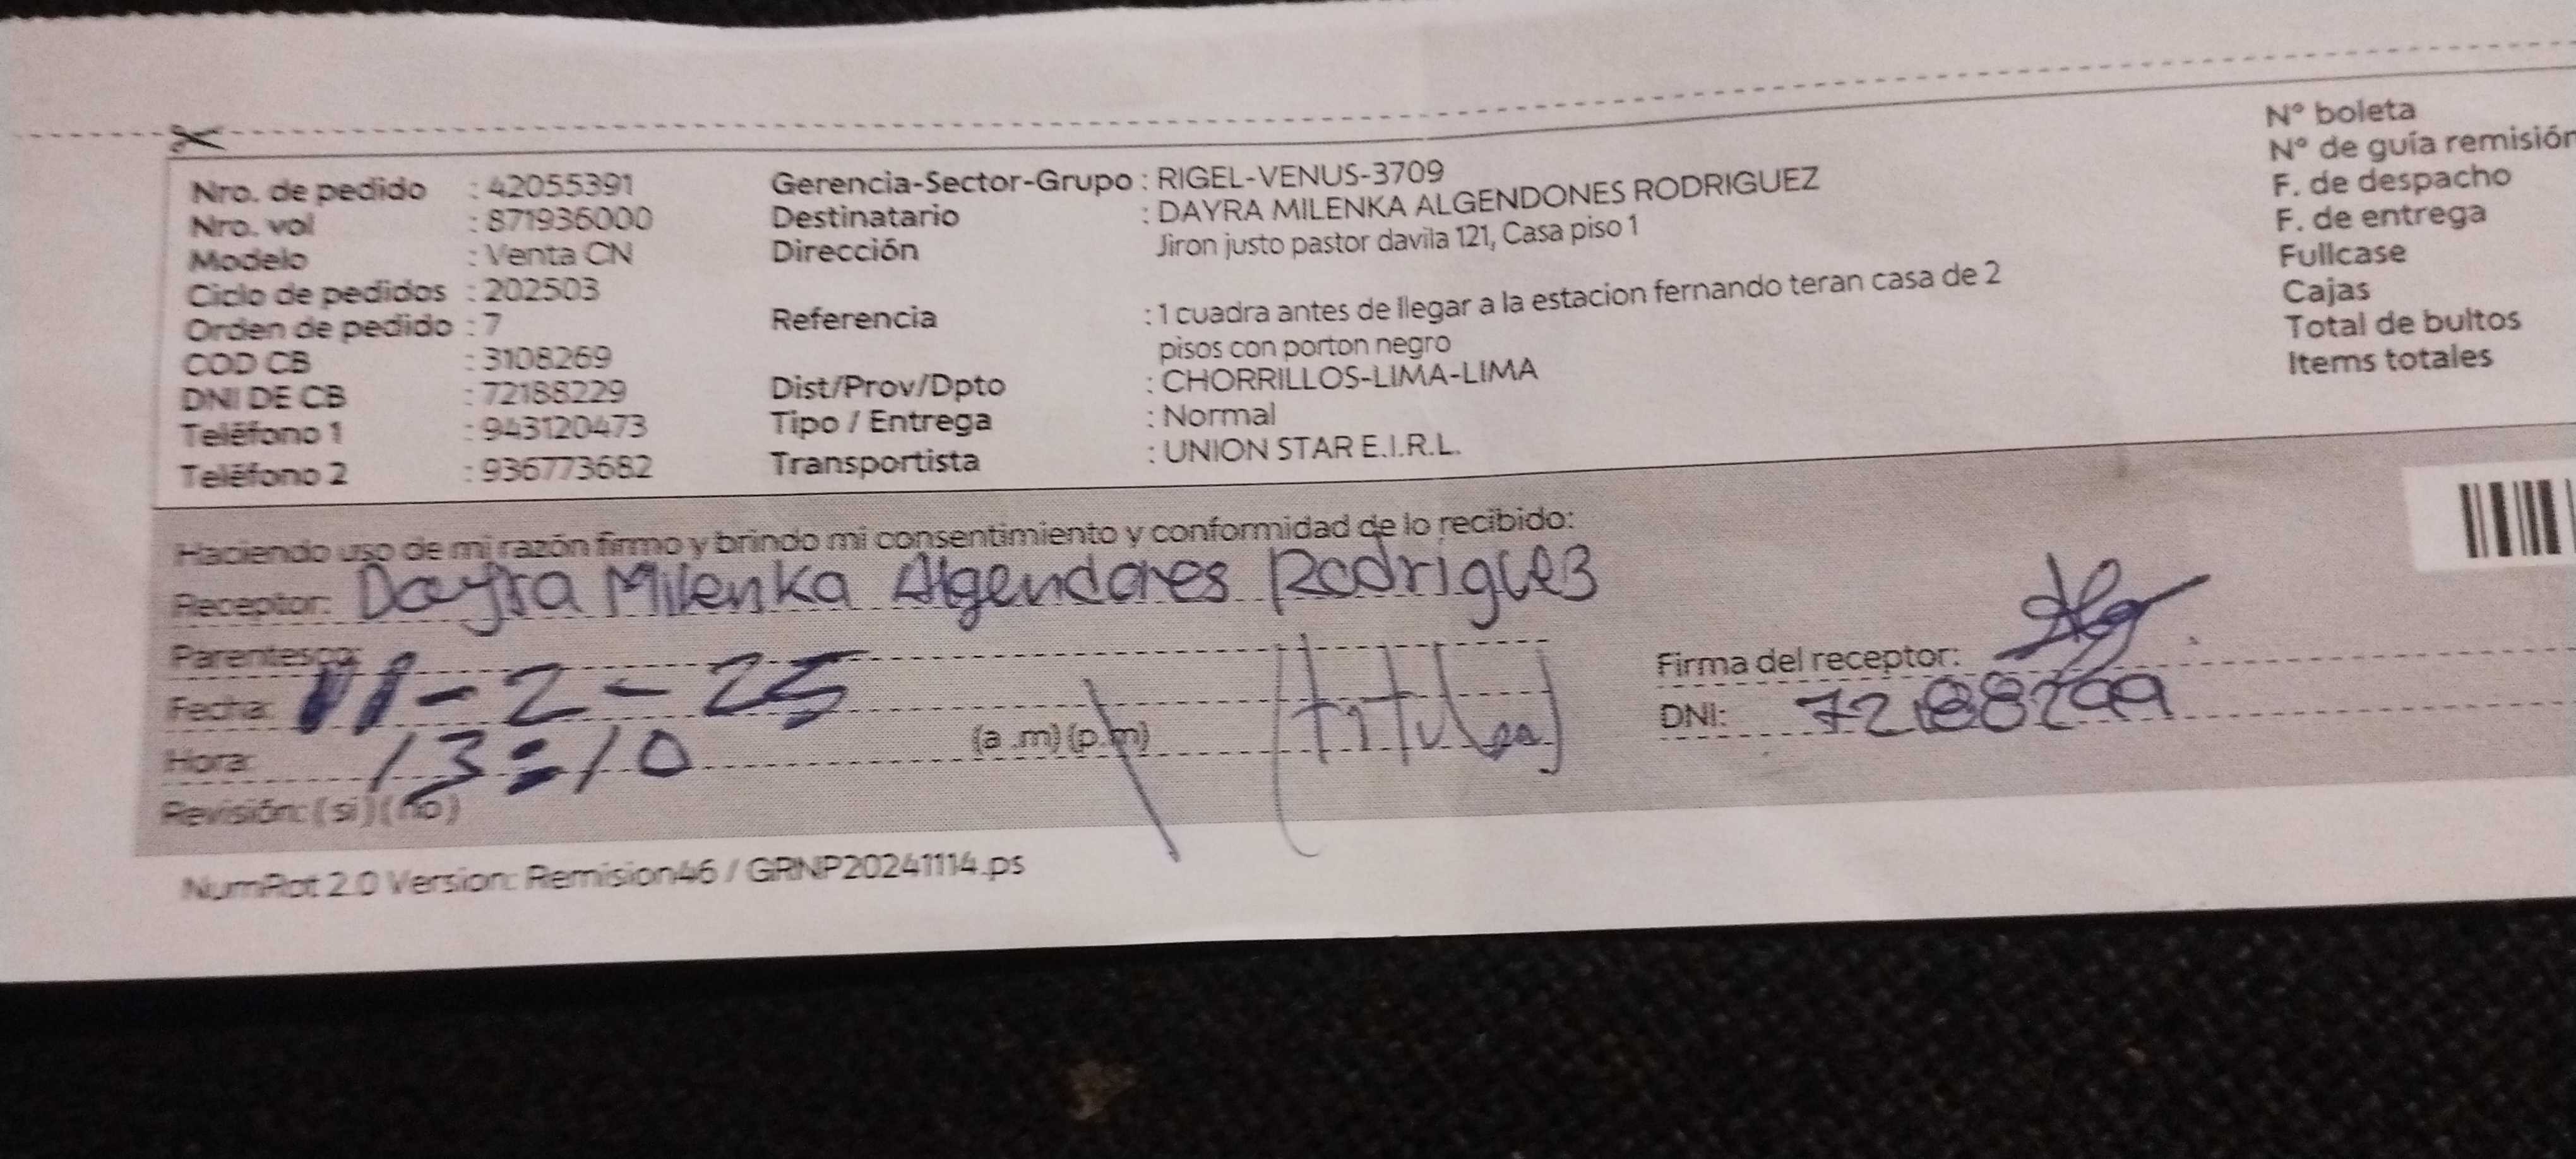 Nro. de pedido : 42055391 Gerencia-Sector-Grupo : RIGEL-VENUS-3709 N° boleta
Nro. vol : 871936000 Destinatario : DAYRA MILENKA ALGENDONES RODRIGUEZ N° de guía remisión
Modelo : Venta CN Dirección Jiron justo pastor davila 121, Casa piso 1 F. de despacho
Ciclo de pedidos : 202503 F. de entrega
Orden de pedido : 7 Referencia : 1 cuadra antes de llegar a la estacion fernando teran casa de 2 Fullcase
COD CB : 3108269 pisos con porton negro Cajas
DNI DE CB : 72188229 Dist/Prov/Dpto : CHORRILLOS-LIMA-LIMA Total de bultos
Teléfono 1 : 943120473 Tipo / Entrega : Normal Items totales
Teléfono 2 : 936773682 Transportista : UNION STAR E.I.R.L.
Haciendo uso de mi razón firmo y brindo mi consentimiento y conformidad de lo recibido:
Receptor: Dayra Milenka Algendones Rodriguez
Parentesco: Firma del receptor:
Fecha: 11-2-25 (titular) DNI:
Hora: 13:10 (a.m) (p.m)
Revisión: (si) (no)
NumRot 2.0 Version: Remision46 / GRNP20241114.ps